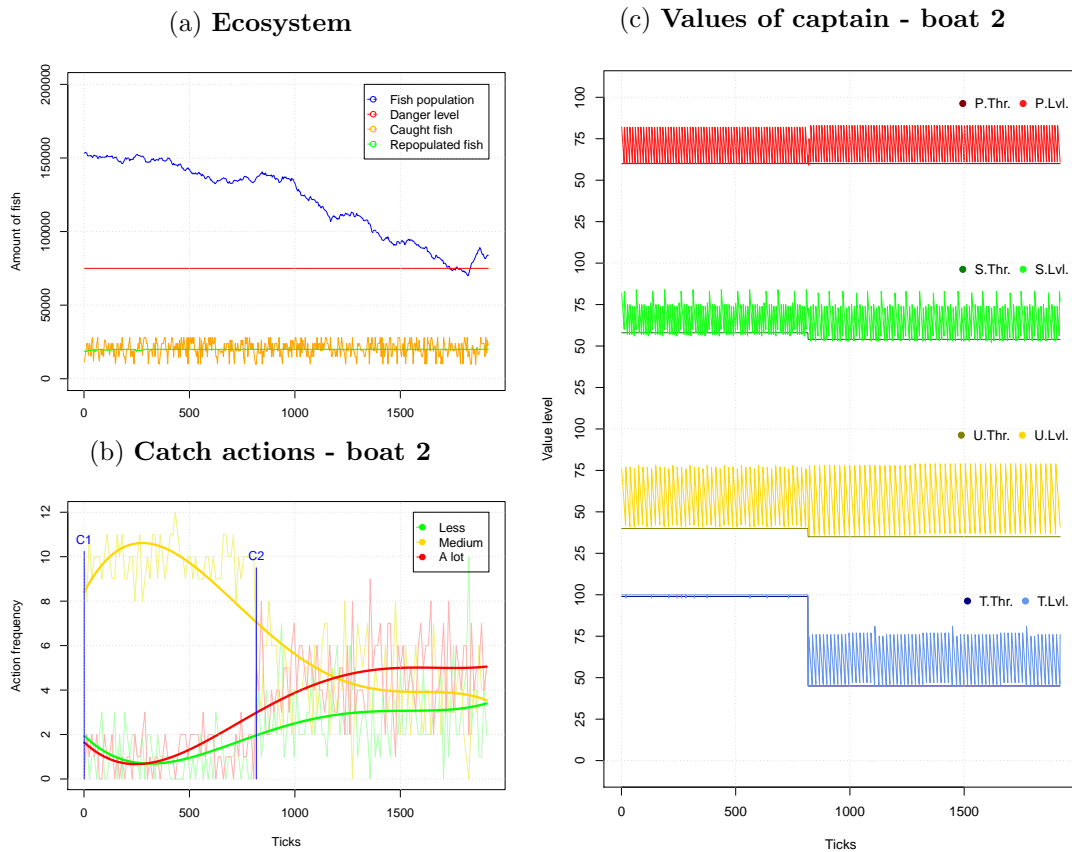 (a) Ecosystem
200000
150000
100000
50000
0
Amount of fish
Fish population
Danger level
Caught fish
Repopulated fish
0 500 1000 1500
(b) Catch actions - boat 2
12
10
8
6
4
2
0
Action frequency
C1
C2
Less
Medium
A lot
0 500 1000 1500
Ticks
(c) Values of captain - boat 2
Value level
P.Thr. P.Lvl.
100
75
50
25
S.Thr. S.Lvl.
100
75
50
25
U.Thr. U.Lvl.
100
75
50
25
T.Thr. T.Lvl.
100
75
50
25
0
0 500 1000 1500
Ticks